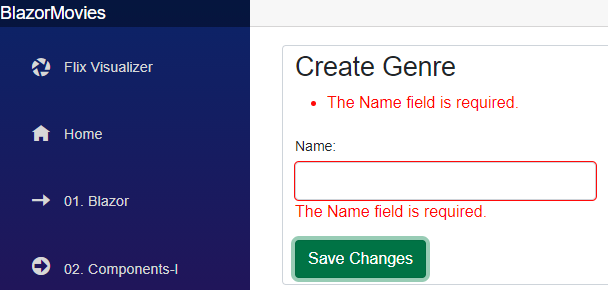 BlazorMovies
Flix Visualizer
Home
01. Blazor
02. Components-I
Create Genre
• The Name field is required.
Name:
The Name field is required.
Save Changes